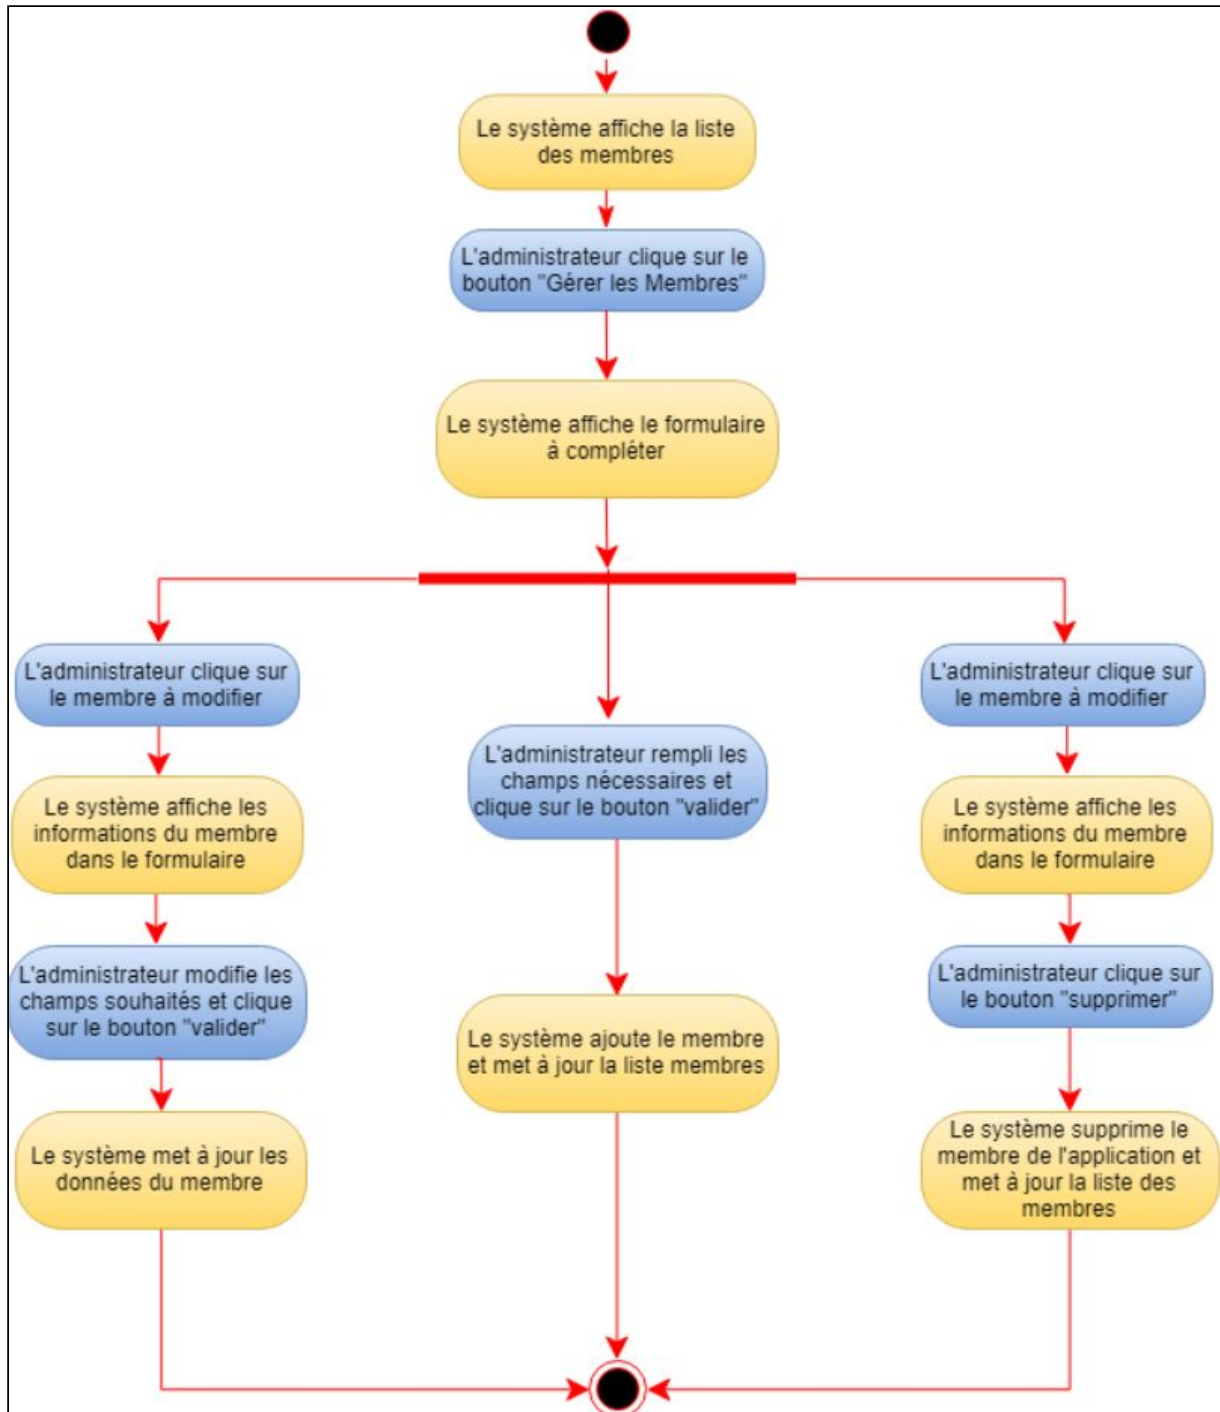 Le système affiche la liste
des membres
L'administrateur clique sur le
bouton "Gérer les Membres"
Le système affiche le formulaire
à compléter
L'administrateur clique sur
le membre à modifier
Le système affiche les
informations du membre
dans le formulaire
L'administrateur modifie les
champs souhaités et clique
sur le bouton "valider"
Le système met à jour les
données du membre
L'administrateur rempli les
champs nécessaires et
clique sur le bouton "valider"
Le système ajoute le membre
et met à jour la liste membres
L'administrateur clique sur
le membre à modifier
Le système affiche les
informations du membre
dans le formulaire
L'administrateur clique sur
le bouton "supprimer"
Le système supprime le
membre de l'application et
met à jour la liste des
membres